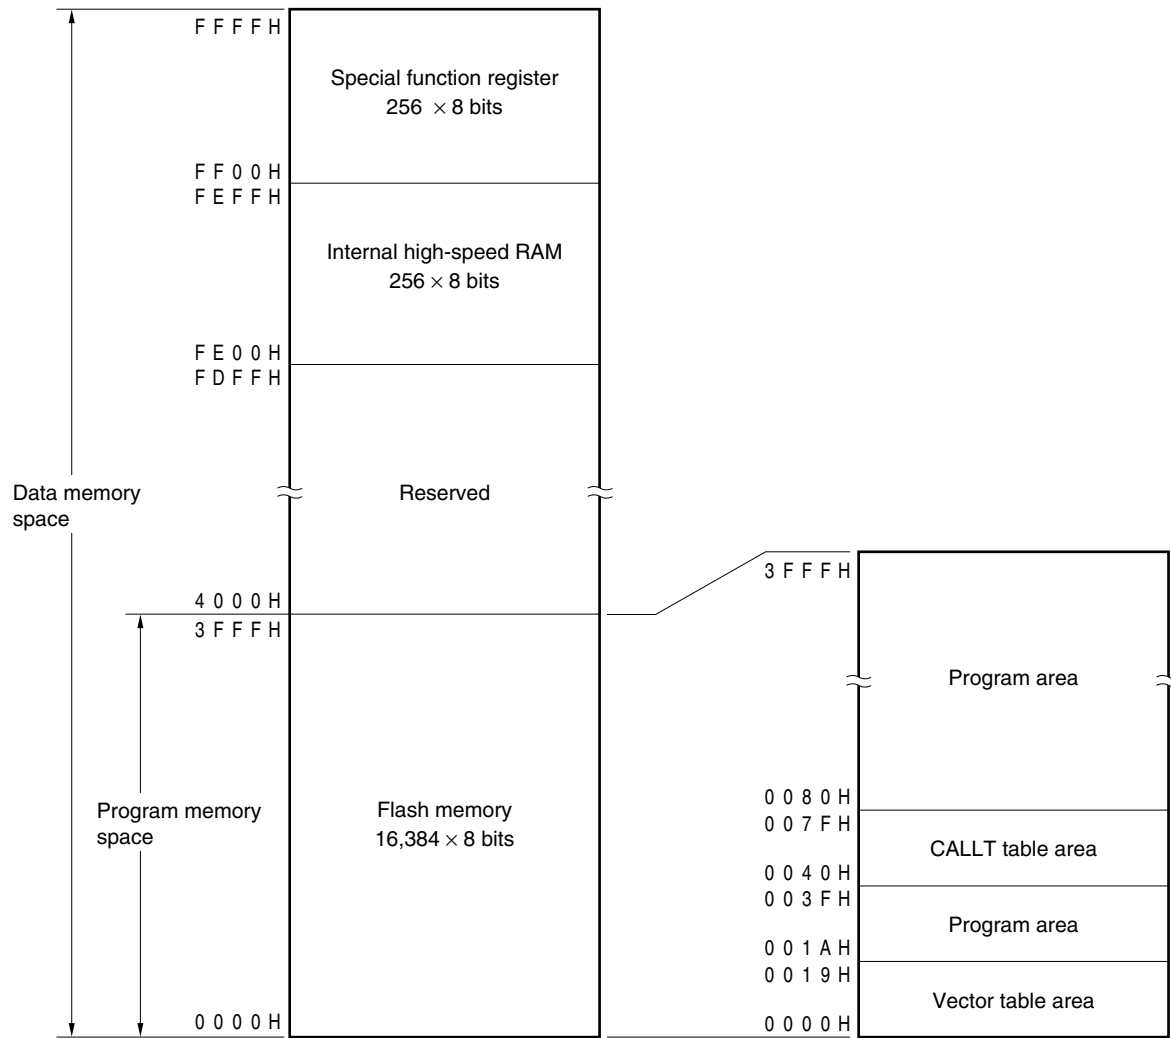 FFFFH
Special function register
256 × 8 bits
FF00H
FEFFH
Internal high-speed RAM
256 × 8 bits
FE00H
FDFFH
Data memory
space
Reserved
4000H
3FFFH
Program memory
space
Flash memory
16,384 × 8 bits
0000H
3FFFH
Program area
0080H
007FH
CALLT table area
0040H
003FH
Program area
001AH
0019H
Vector table area
0000H